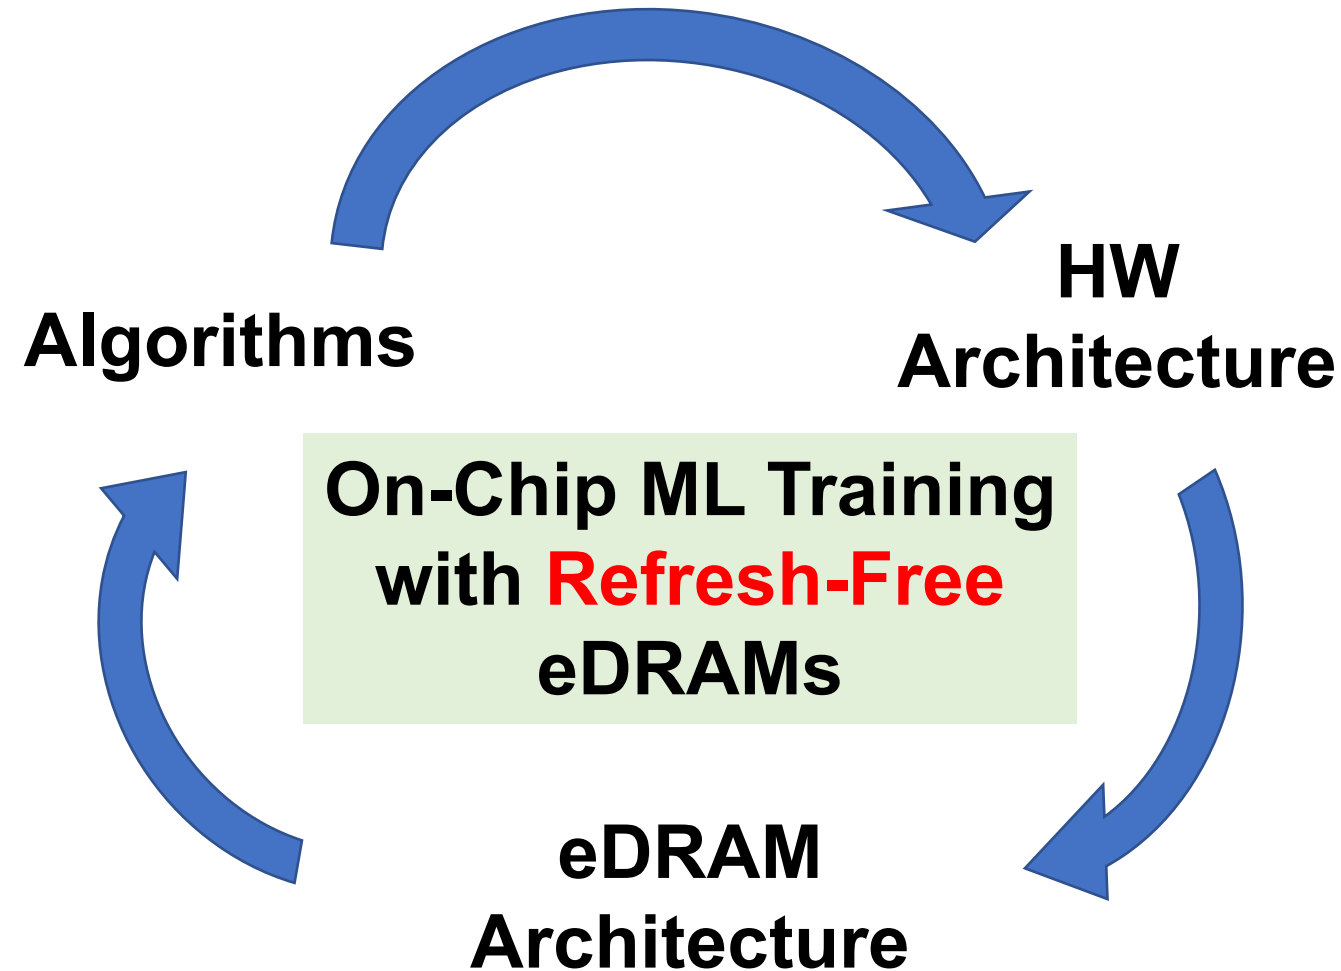 Algorithms
HW
Architecture
On-Chip ML Training
with Refresh-Free
eDRAMs
eDRAM
Architecture